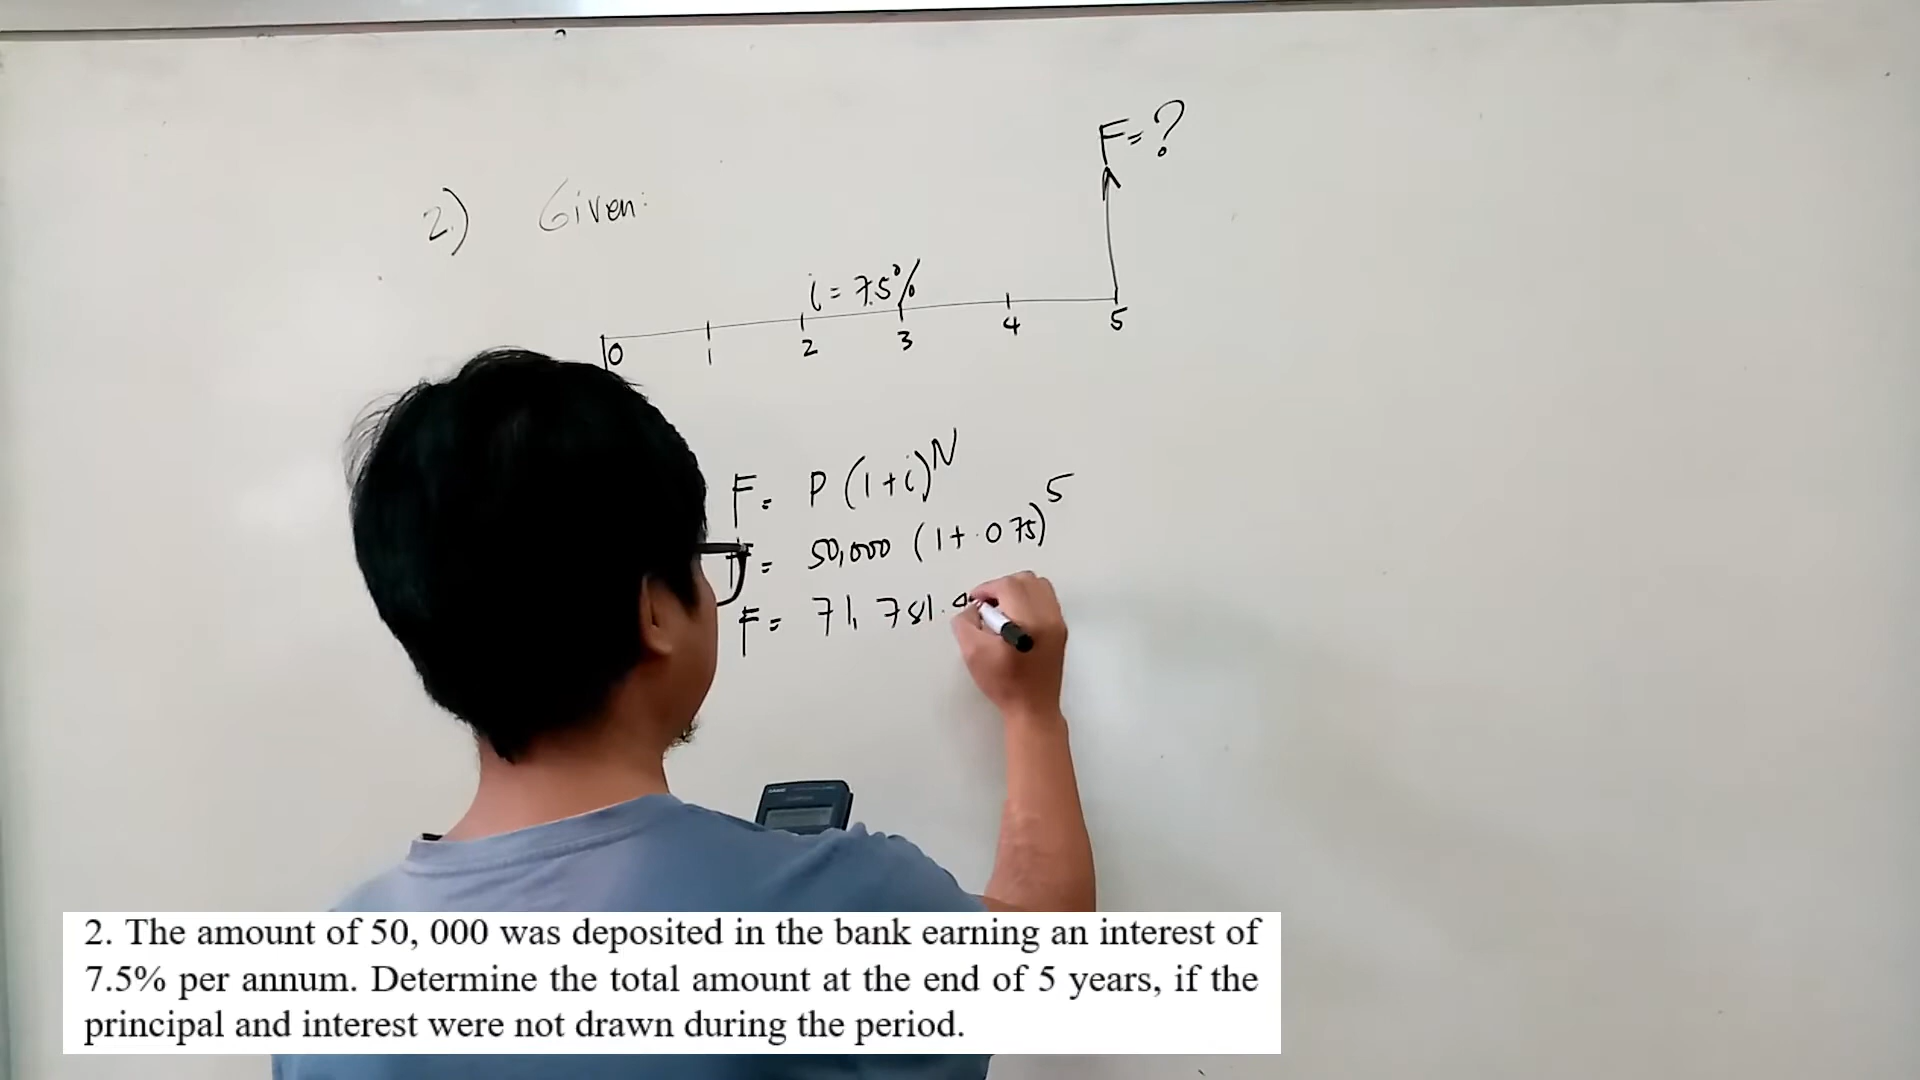 F=?
2.) Given:
i = 7.5%
0 1 2 3 4 5
F= P(1+i)^N
= 50,000 (1+.075)^5
F= 71,781.
2. The amount of 50, 000 was deposited in the bank earning an interest of
7.5% per annum. Determine the total amount at the end of 5 years, if the
principal and interest were not drawn during the period.